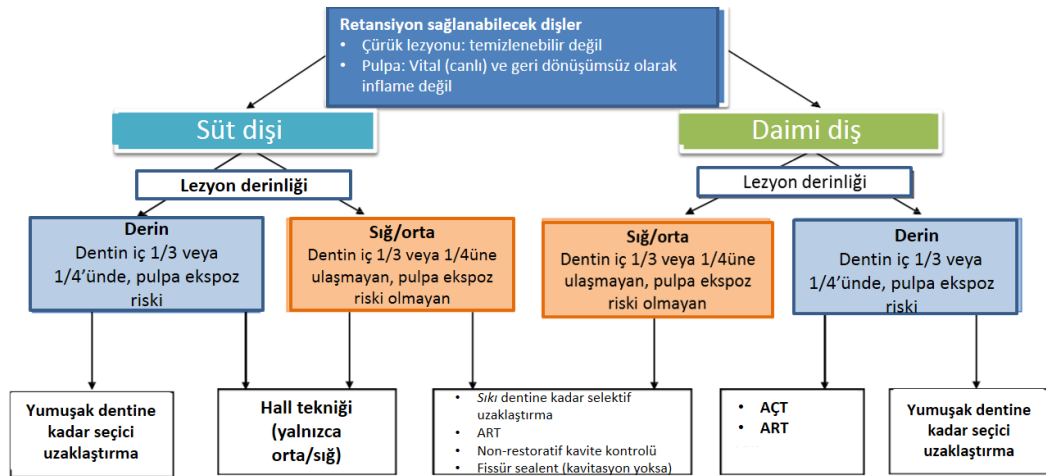 Retansiyon sağlanabilecek dişler
• Çürük lezyonu: temizlenebilir değil
• Pulpa: Vital (canlı) ve geri dönüşümsüz olarak
inflame değil
Süt dişi
Daimi diş
Lezyon derinliği
Lezyon derinliği
Derin
Dentin iç 1/3 veya
1/4'ünde, pulpa ekspoz
riski
Sığ/orta
Dentin iç 1/3 veya 1/4üne
ulaşmayan, pulpa ekspoz
riski olmayan
Sığ/orta
Dentin iç 1/3 veya 1/4üne
ulaşmayan, pulpa ekspoz
riski olmayan
Derin
Dentin iç 1/3 veya
1/4'ünde, pulpa ekspoz
riski
Yumuşak dentine
kadar seçici
uzaklaştırma
Hall tekniği
(yalnızca
orta/sığ)
• Sıkı dentine kadar selektif
uzaklaştırma
• ART
• Non-restoratif kavite kontrolü
• Fissür sealent (kavitasyon yoksa)
• AÇT
• ART
Yumuşak dentine
kadar seçici
uzaklaştırma